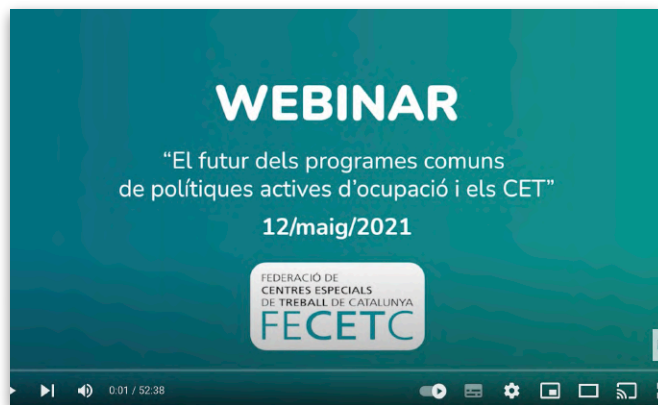 WEBINAR
“El futur dels programes comuns
de polítiques actives d’ocupació i els CET”
12/maig/2021
FEDERACIÓ DE
CENTRES ESPECIALS
DE TREBALL DE CATALUNYA
FECETC
0:01 / 52:38